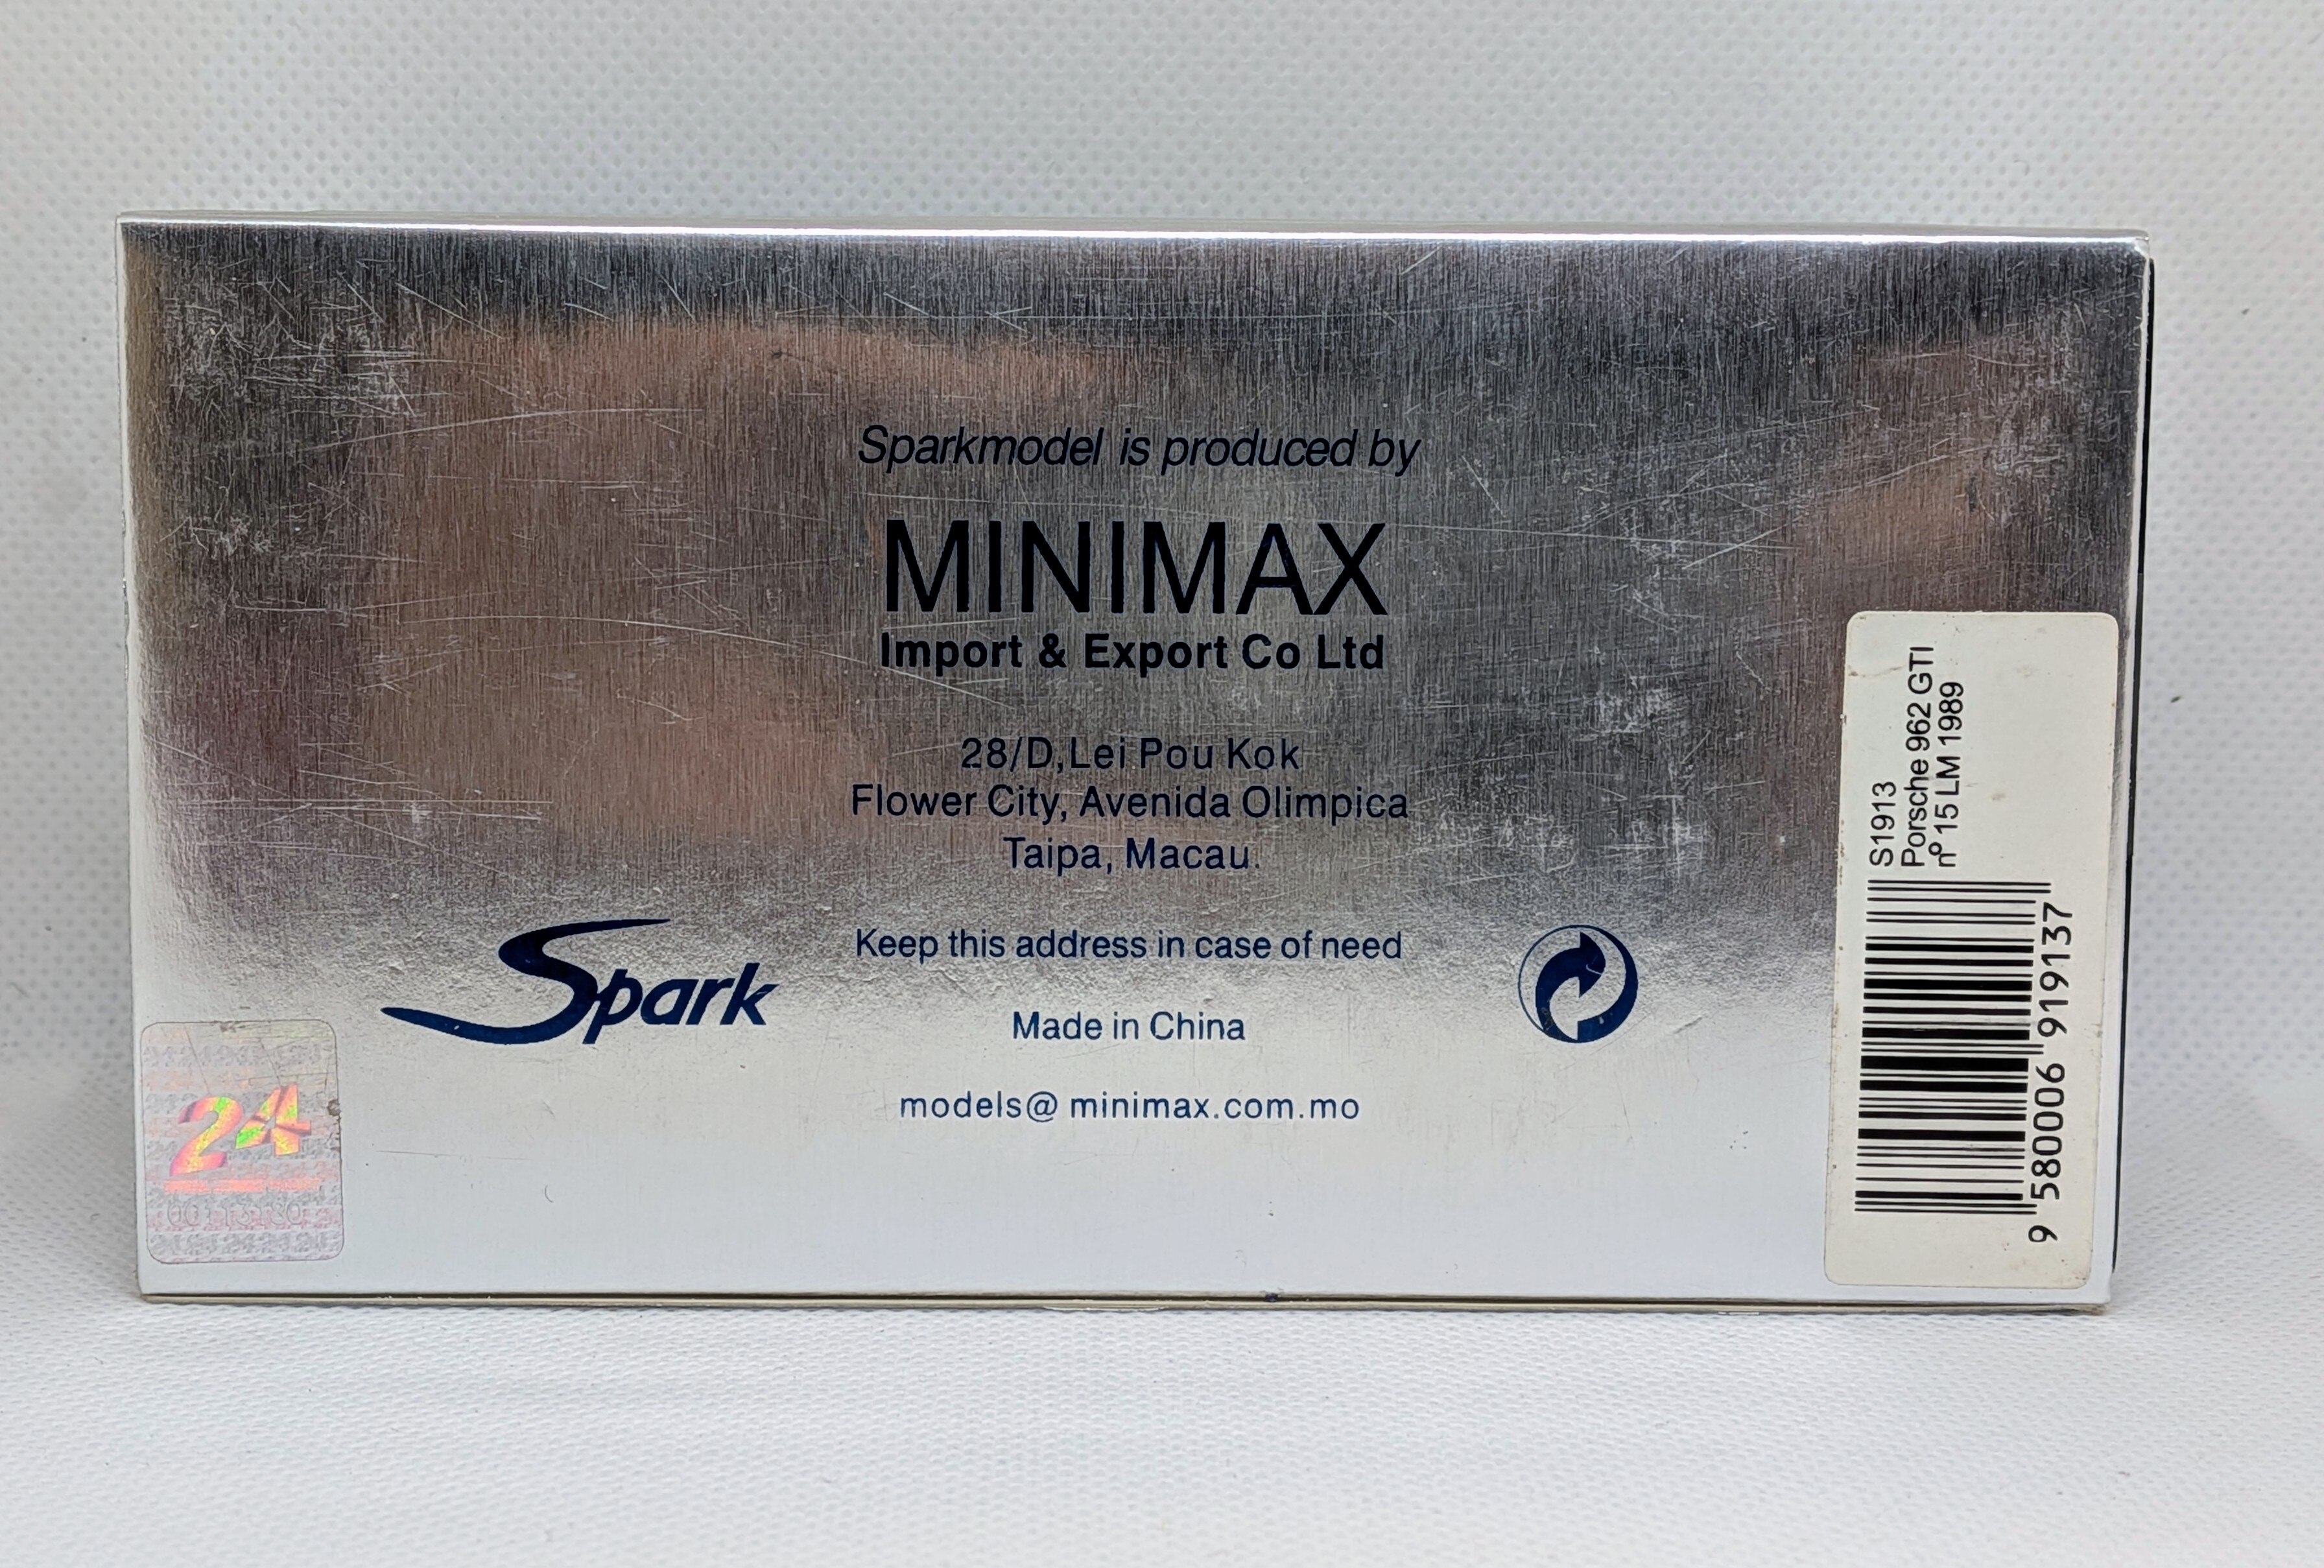 Sparkmodel is produced by
MINIMAX
Import & Export Co Ltd
28/D,Lei Pou Kok
Flower City, Avenida Olimpica
Taipa, Macau.
Keep this address in case of need
Spark
Made in China
models@ minimax.com.mo
24
S1913
Porsche 962 GTI
nº 15 LM 1989
9 580006 919137